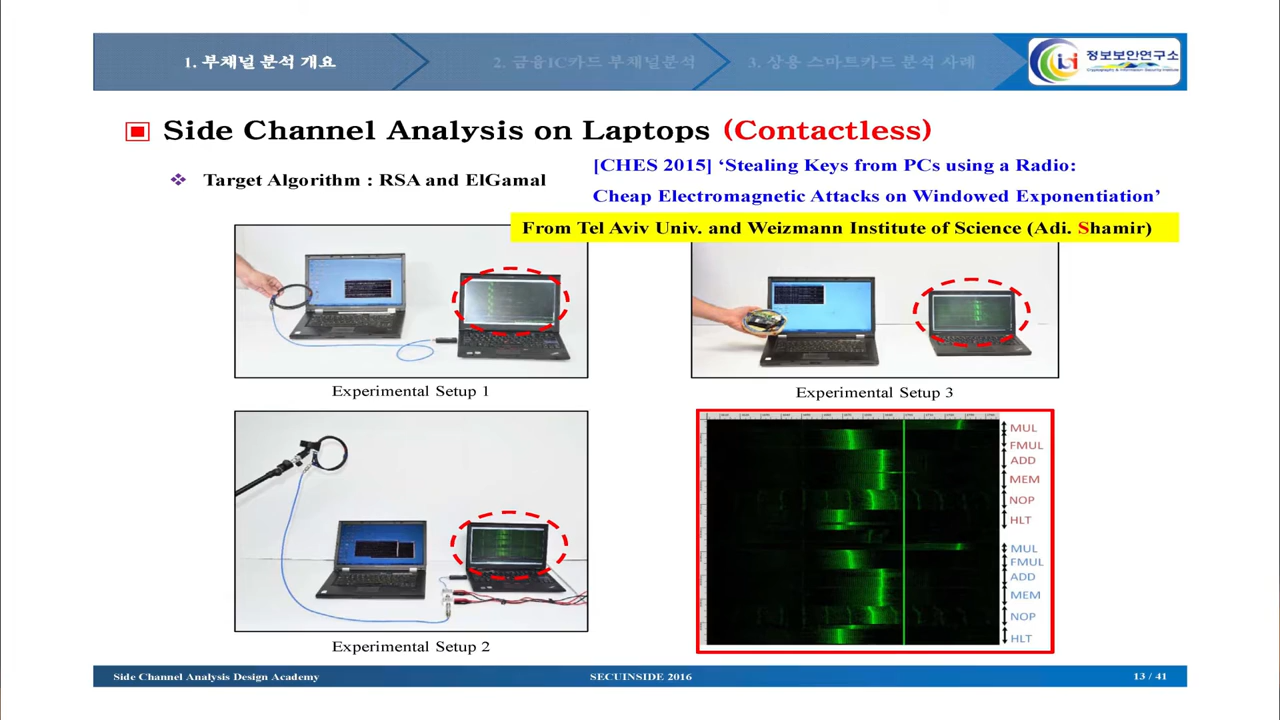 1. 부채널 분석 개요
2. 금융IC카드 부채널분석
3. 상용 스마트카드 분석 사례
정보보안연구소
Cryptography & Information Security Institute
Side Channel Analysis on Laptops (Contactless)
Target Algorithm : RSA and ElGamal
[CHES 2015] ‘Stealing Keys from PCs using a Radio:
Cheap Electromagnetic Attacks on Windowed Exponentiation’
From Tel Aviv Univ. and Weizmann Institute of Science (Adi. Shamir)
Experimental Setup 1
Experimental Setup 3
MUL
FMUL
ADD
MEM
NOP
HLT
MUL
FMUL
ADD
MEM
NOP
HLT
Experimental Setup 2
Side Channel Analysis Design Academy
SECUINSIDE 2016
13 / 41